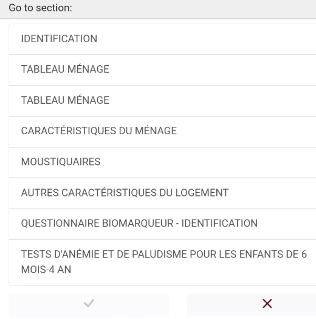 Go to section:
IDENTIFICATION
TABLEAU MÉNAGE
TABLEAU MÉNAGE
CARACTÉRISTIQUES DU MÉNAGE
MOUSTIQUAIRES
AUTRES CARACTÉRISTIQUES DU LOGEMENT
QUESTIONNAIRE BIOMARQUEUR - IDENTIFICATION
TESTS D'ANÉMIE ET DE PALUDISME POUR LES ENFANTS DE 6
MOIS-4 AN